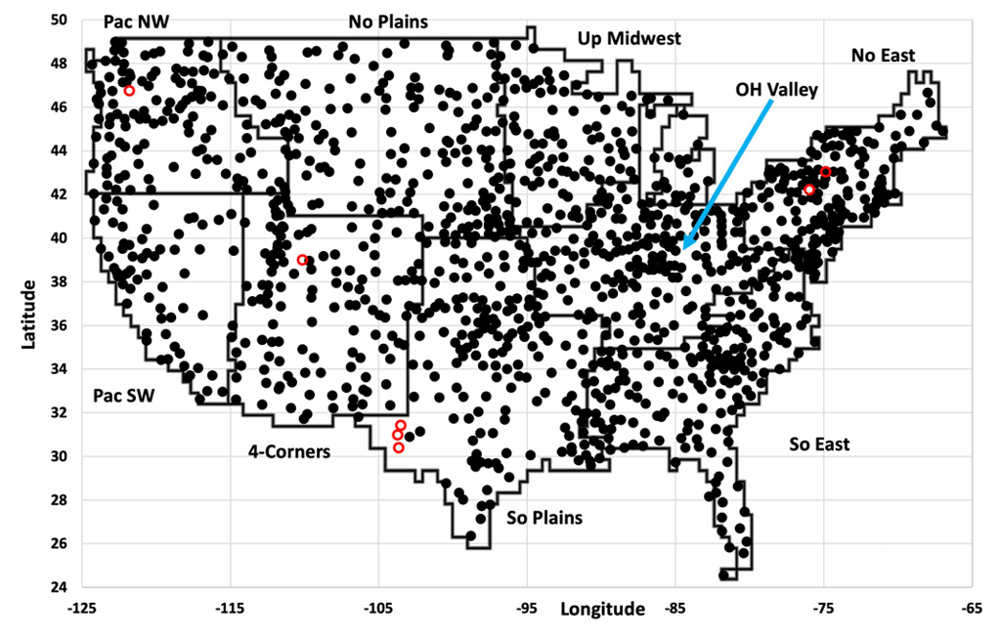 50
Pac NW
No Plains
Up Midwest
No East
48
OH Valley
46
44
42
40
38
36
34
Pac SW
32
So East
4-Corners
30
28
So Plains
26
24
Latitude
-125
-115
-105
-95
Longitude
-85
-75
-65